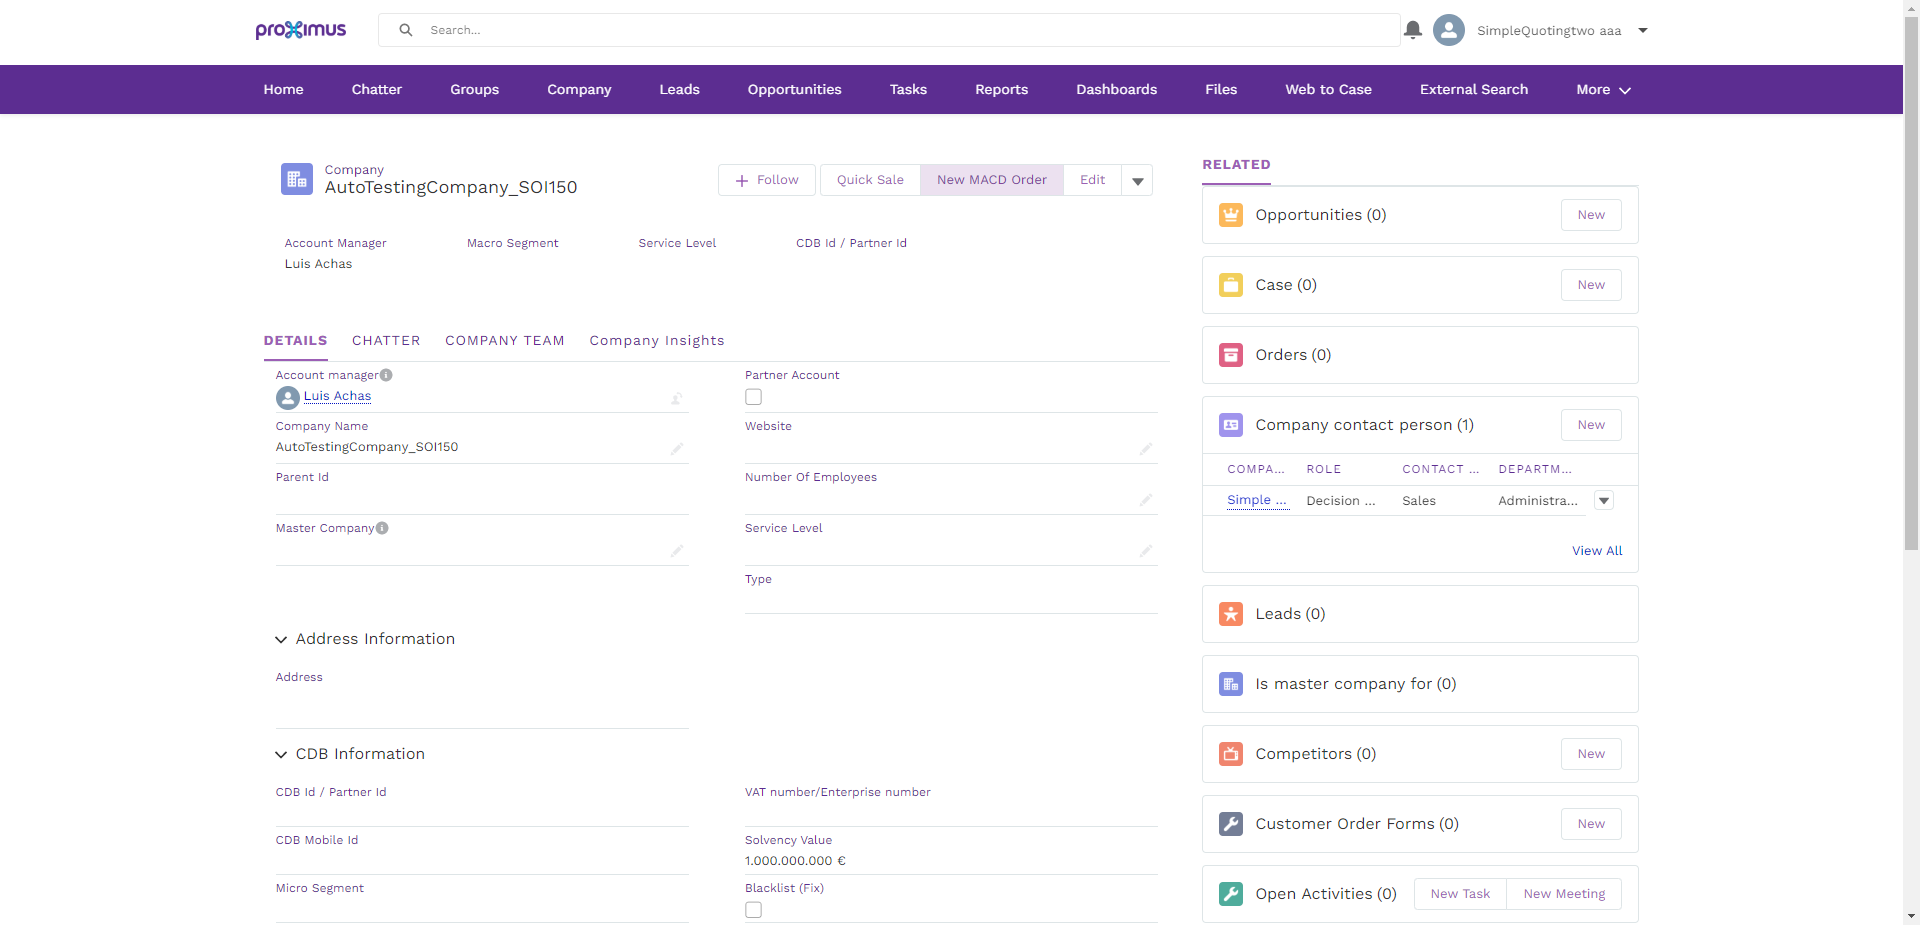 proximus
Search...
SimpleQuotingtwo aaa
Home
Chatter
Groups
Company
Leads
Opportunities
Tasks
Reports
Dashboards
Files
Web to Case
External Search
More
Company
AutoTestingCompany_SOI150
Follow
Quick Sale
New MACD Order
Edit
Account Manager
Luis Achas
Macro Segment
Service Level
CDB Id / Partner Id
DETAILS
CHATTER
COMPANY TEAM
Company Insights
Account manager
Luis Achas
Partner Account
Company Name
AutoTestingCompany_SOI150
Website
Parent Id
Number Of Employees
Master Company
Service Level
Type
Address Information
Address
CDB Information
CDB Id / Partner Id
VAT number/Enterprise number
CDB Mobile Id
Solvency Value
1.000.000.000 €
Micro Segment
Blacklist (Fix)
RELATED
Opportunities (0)
New
Case (0)
New
Orders (0)
Company contact person (1)
New
COMPA... ROLE CONTACT ... DEPARTM...
Simple ... Decision ... Sales Administra...
View All
Leads (0)
Is master company for (0)
Competitors (0)
New
Customer Order Forms (0)
New
Open Activities (0)
New Task
New Meeting